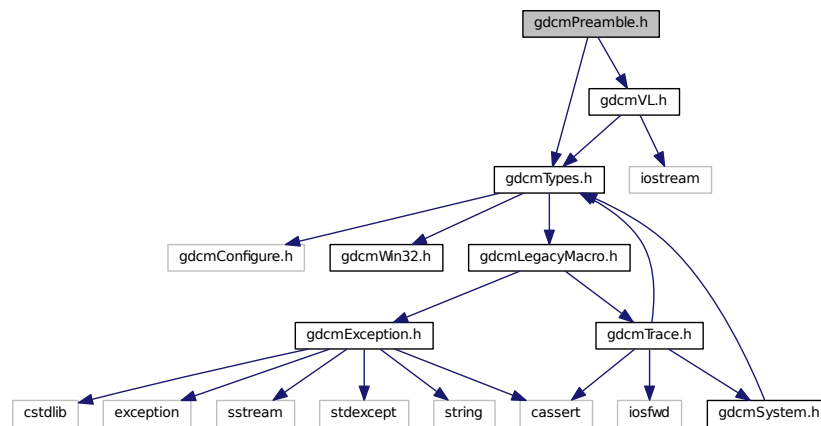 gdcmPreamble.h
gdcmVL.h
gdcmTypes.h
iostream
gdcmConfigure.h
gdcmWin32.h
gdcmLegacyMacro.h
gdcmException.h
gdcmTrace.h
cstdlib
exception
sstream
stdexcept
string
cassert
iosfwd
gdcmSystem.h